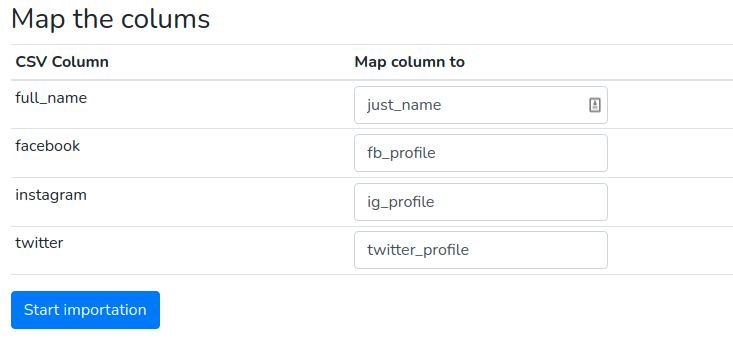 Map the colums
CSV Column Map column to
full_name just_name
facebook fb_profile
instagram ig_profile
twitter twitter_profile
Start importation